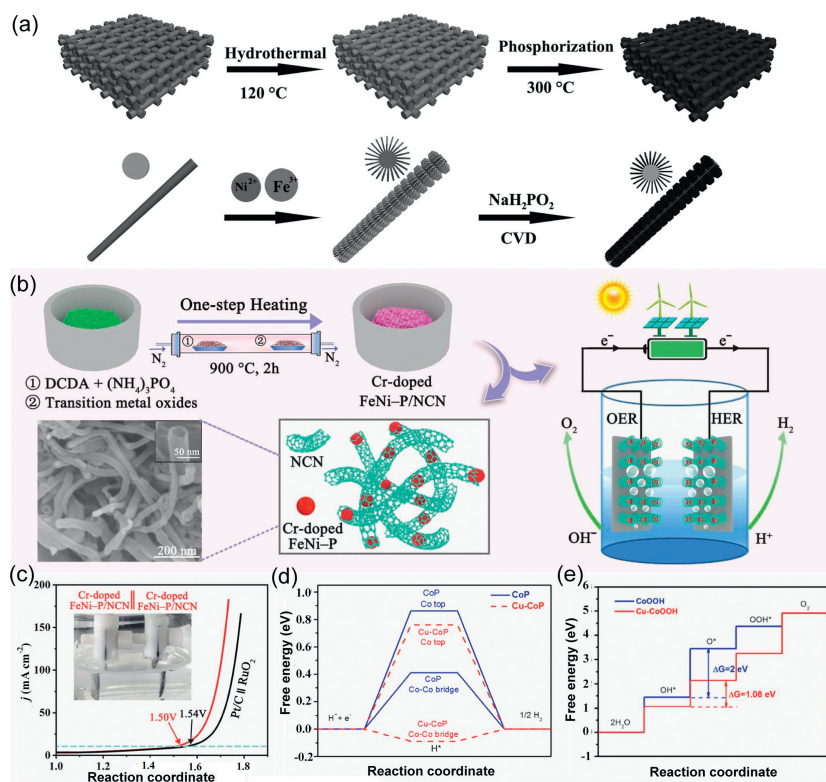 (a)
Hydrothermal
120 °C
Phosphorization
300 °C
Ni2+
Fe3+
NaH2PO2
CVD
(b)
One-step Heating
N2
①
②
N2
900 °C, 2h
① DCDA + (NH4)3PO4
② Transition metal oxides
Cr-doped
FeNi–P/NCN
50 nm
200 nm
NCN
Cr-doped
FeNi–P
e−
e−
O2
OER
HER
H2
OH−
H+
(c)
200
150
100
50
0
j (mA cm-2)
Cr-doped
FeNi–P/NCN
Cr-doped
FeNi–P/NCN
1.50V
1.54V
Pt/C || RuO2
1.0
1.2
1.4
1.6
1.8
Reaction coordinate
(d)
1.0
0.8
0.6
0.4
0.2
0.0
-0.2
Free energy (eV)
CoP
Co top
CoP
Cu-CoP
Cu-CoP
Co top
CoP
Co-Co bridge
H+ + e
1/2 H2
Cu-CoP
Co-Co bridge
H*
Reaction coordinate
(e)
6
5
4
3
2
1
0
-1
Free energy (eV)
CoOOH
Cu-CoOOH
O2
OOH*
O*
ΔG=2 eV
OH*
ΔG=1.08 eV
2H2O
Reaction coordinate